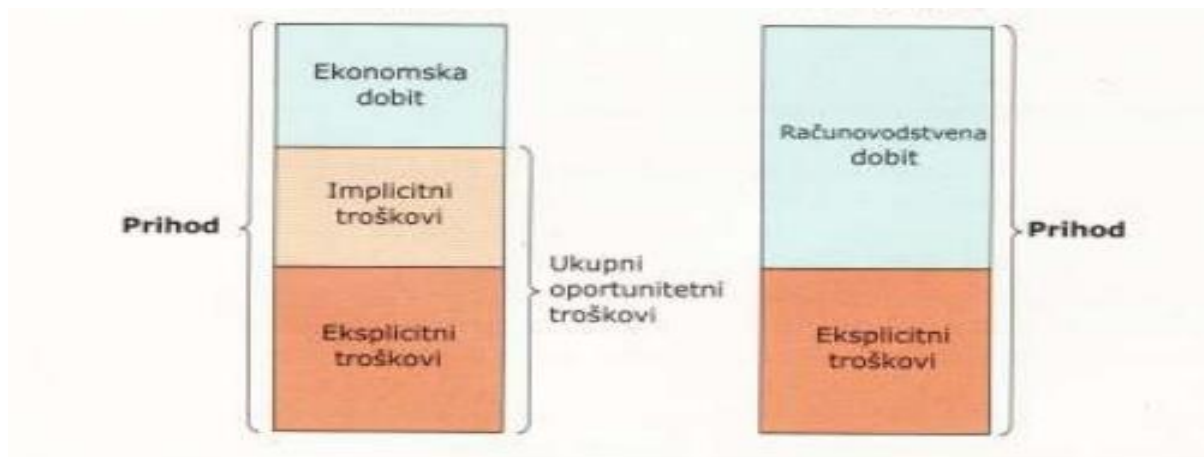 Ekonomska
dobit
Implicitni
troškovi
Prihod
Ukupni
oportunitetni
troškovi
Eksplicitni
troškovi
Računovodstvena
dobit
Prihod
Eksplicitni
troškovi